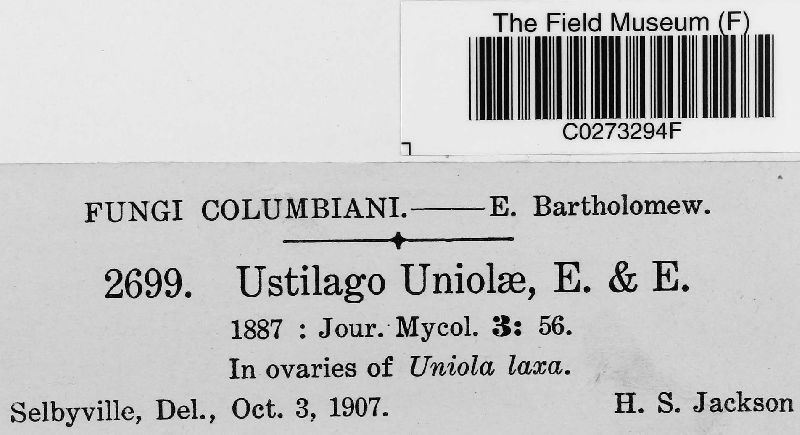 The Field Museum (F)
C0273294F
FUNGI COLUMBIANI.——E. Bartholomew.
2699. Ustilago Uniolæ, E. & E.
1887 : Jour. Mycol. 3: 56.
In ovaries of Uniola laxa.
Selbyville, Del., Oct. 3, 1907. H. S. Jackson